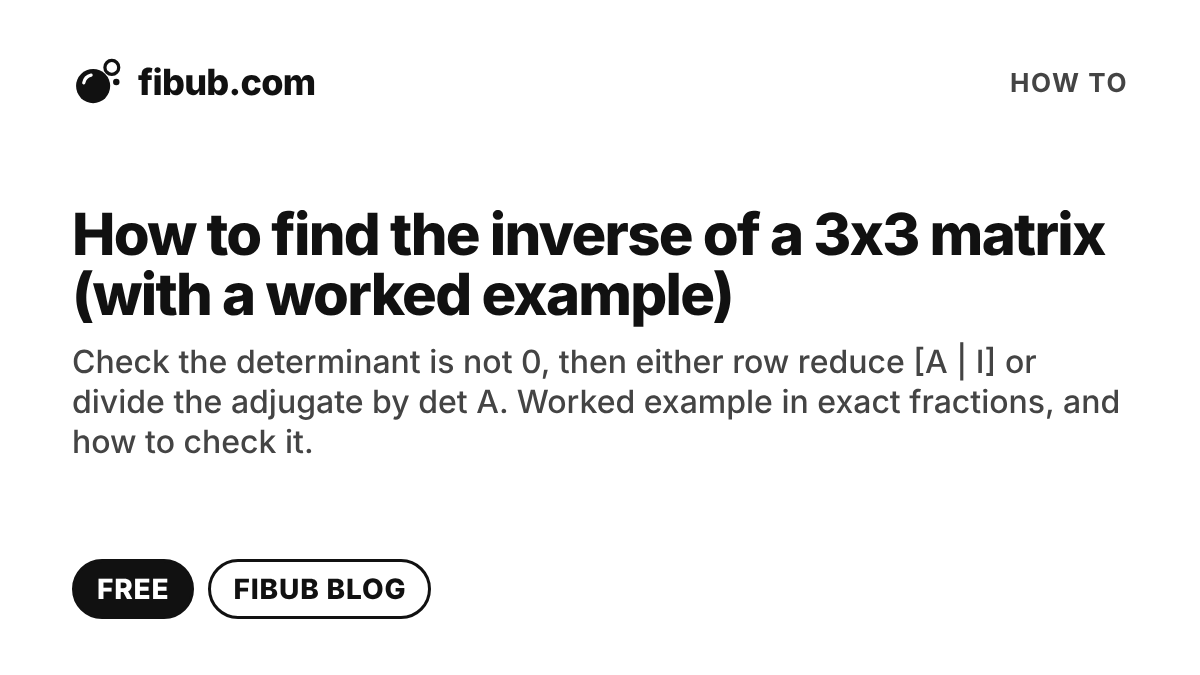 fibub.com
HOW TO
How to find the inverse of a 3x3 matrix
(with a worked example)
Check the determinant is not 0, then either row reduce [A | I] or
divide the adjugate by det A. Worked example in exact fractions, and
how to check it.
FREE
FIBUB BLOG